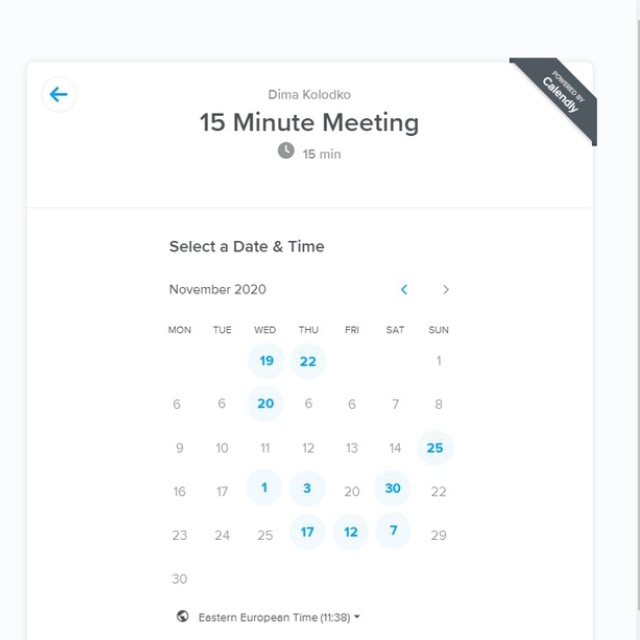 POWERED BY
Calendly
Dima Kolodko
15 Minute Meeting
15 min
Select a Date & Time
November 2020
MON TUE WED THU FRI SAT SUN
19 22 1
6 6 20 6 6 7 8
9 10 11 12 13 14 25
16 17 1 3 20 30 22
23 24 25 17 12 7 29
30
Eastern European Time (11:38)